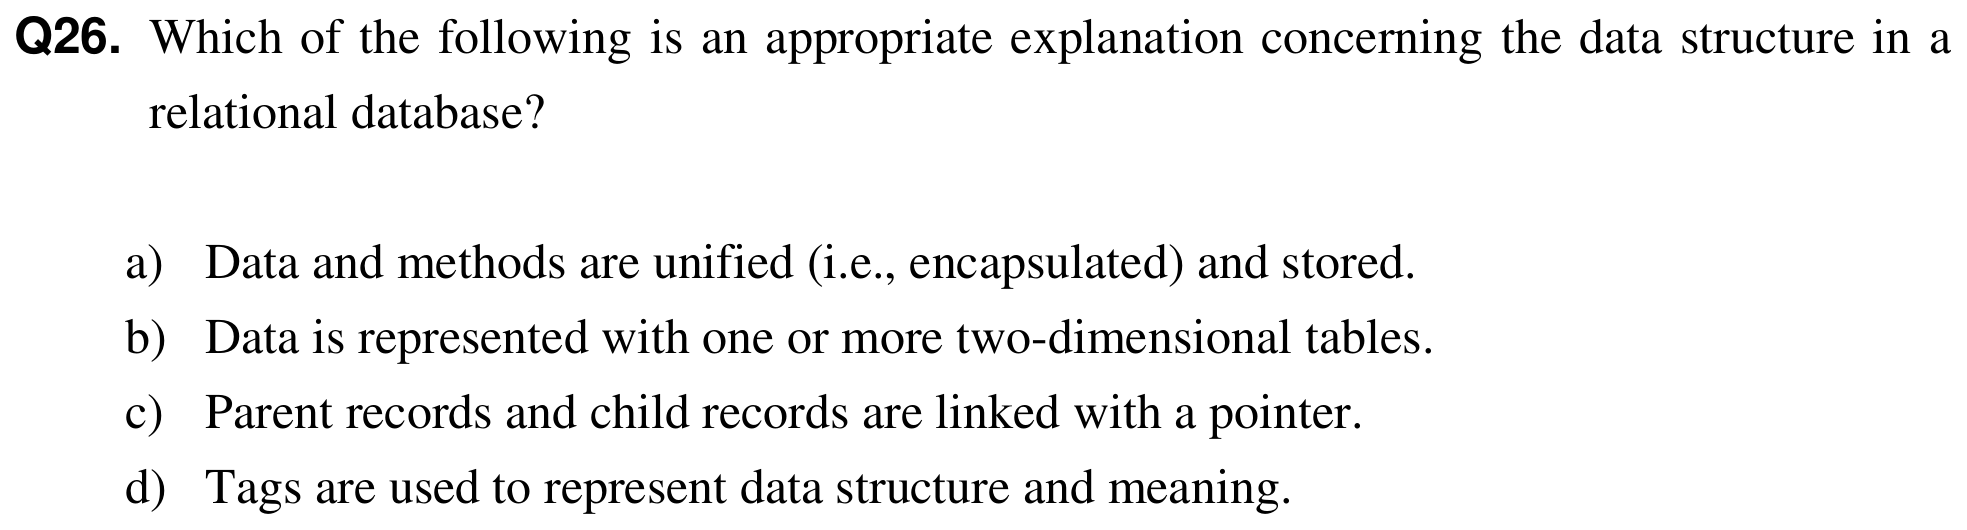 Q26. Which of the following is an appropriate explanation concerning the data structure in a
relational database?
a) Data and methods are unified (i.e., encapsulated) and stored.
b) Data is represented with one or more two-dimensional tables.
c) Parent records and child records are linked with a pointer.
d) Tags are used to represent data structure and meaning.